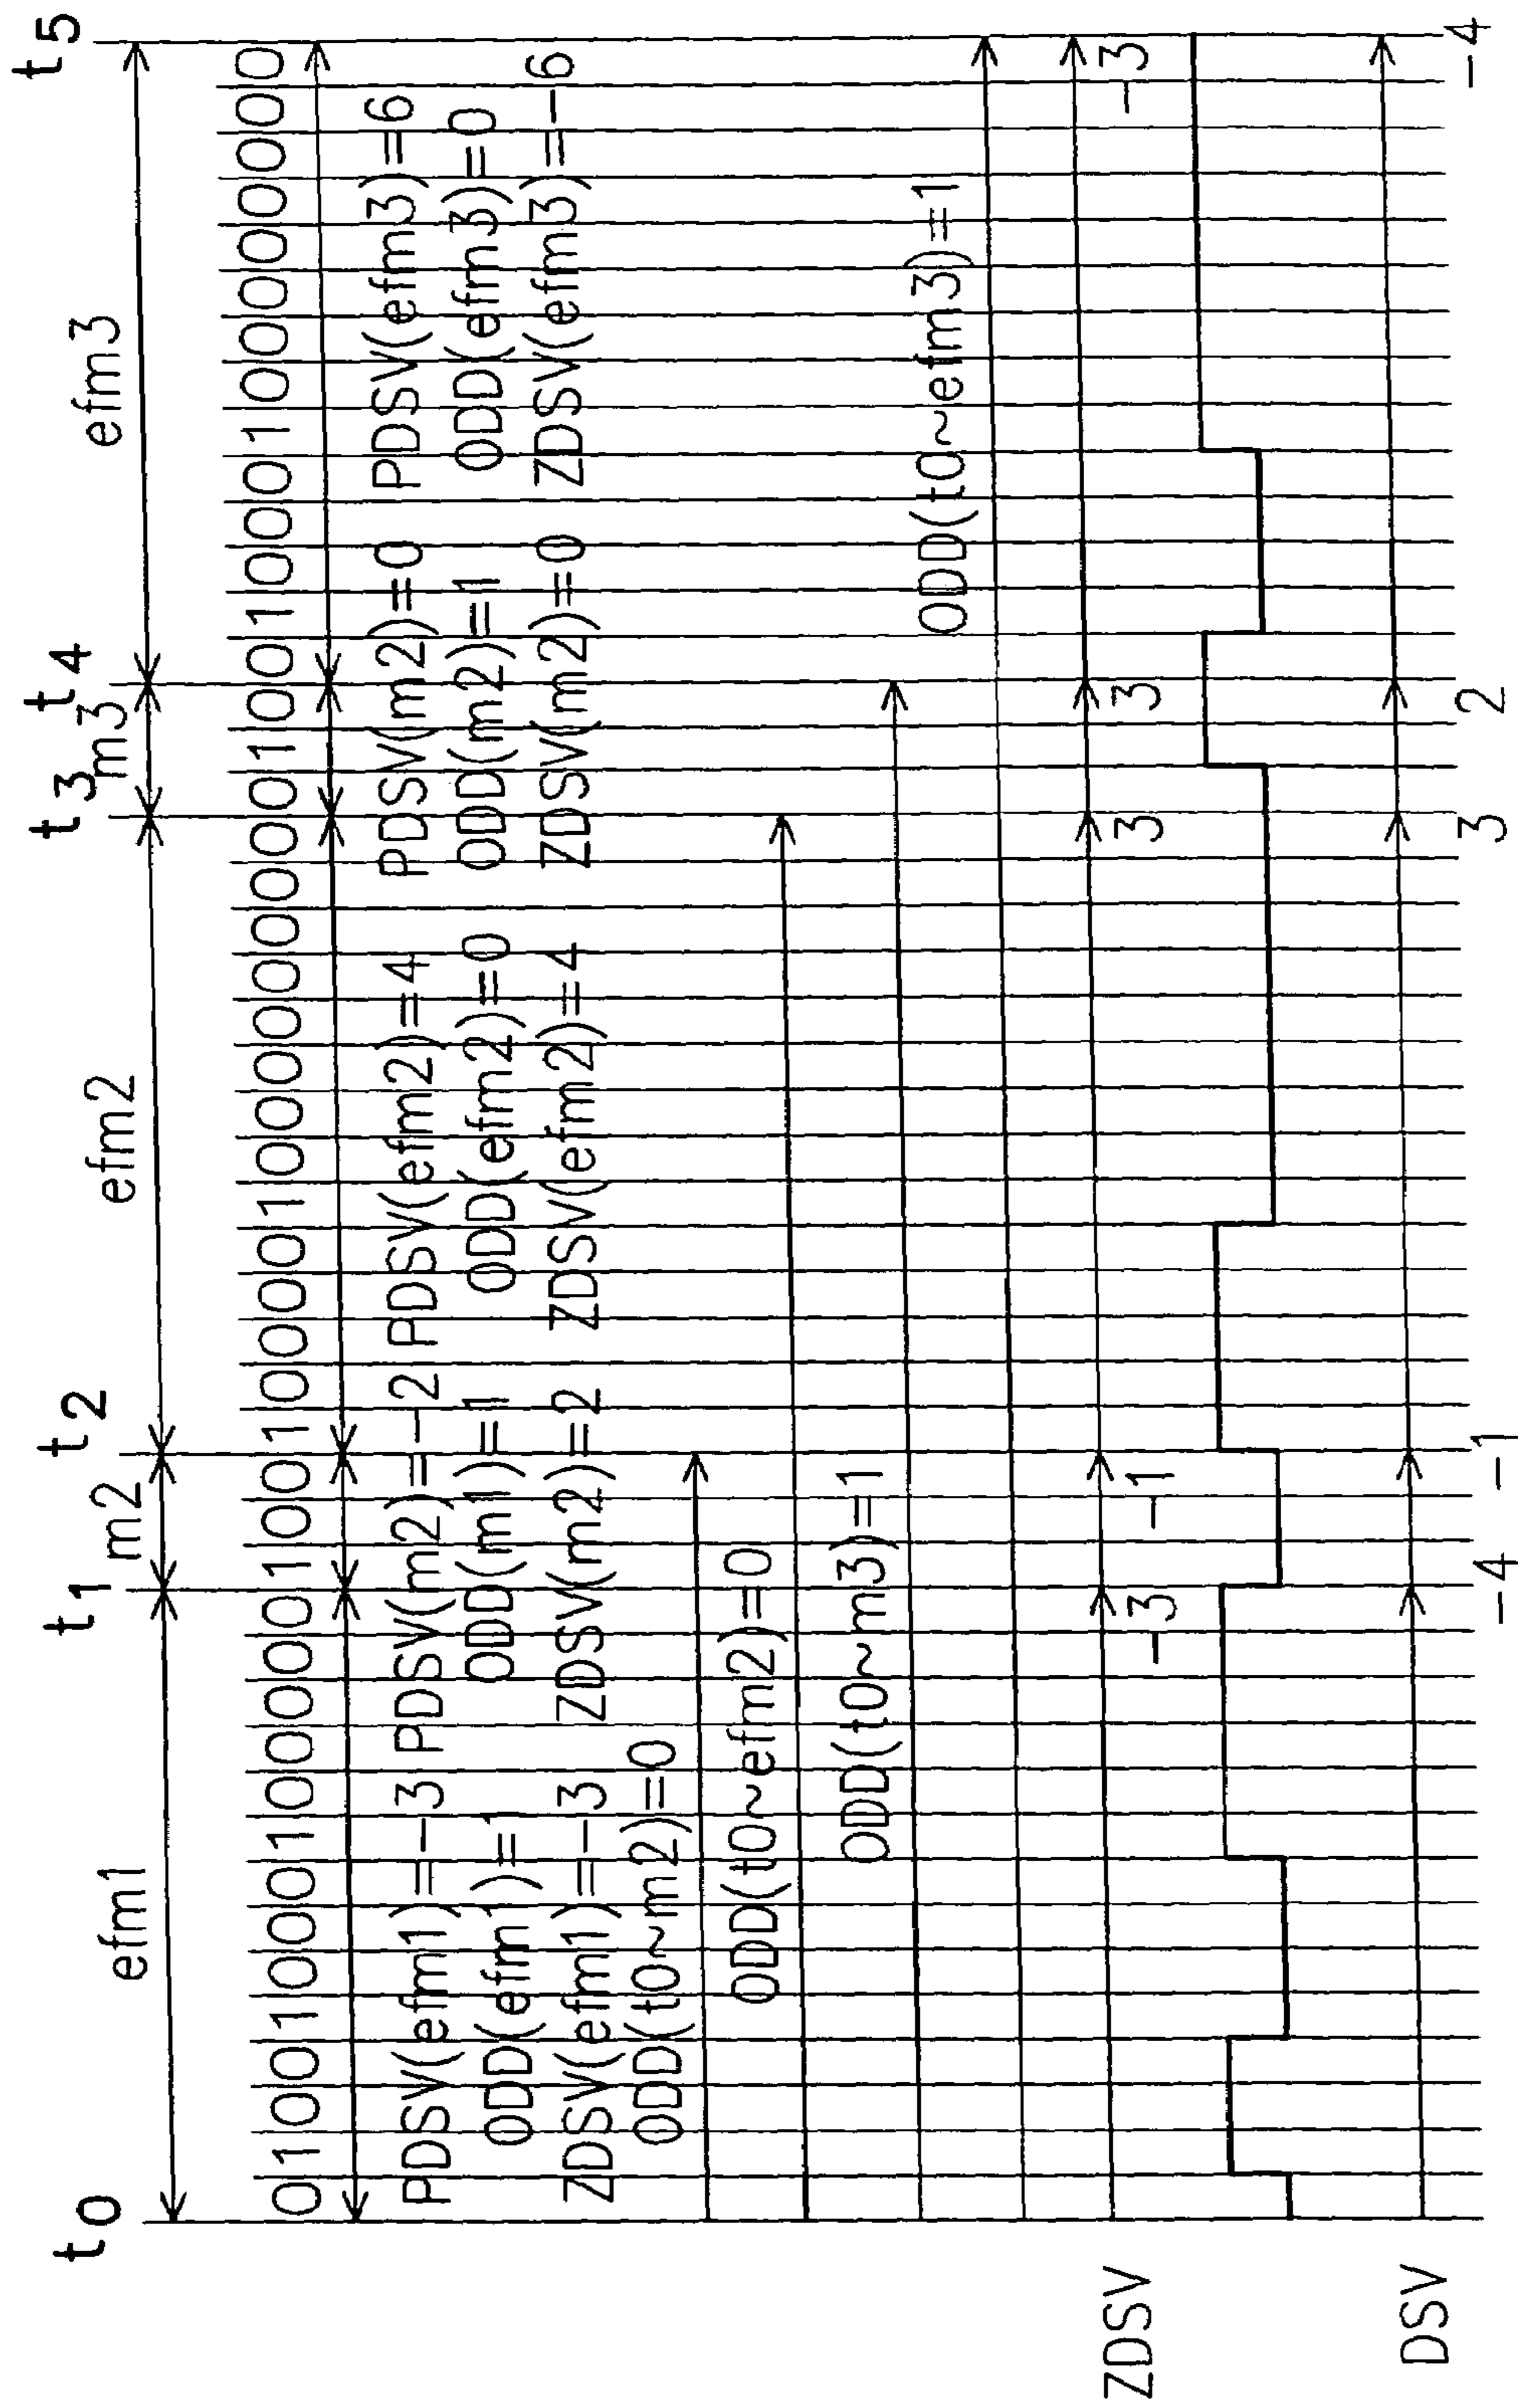 t0 t1 t2 t3 t4 t5
efm1 m2 efm2 m3 efm3
010010001000001001000010000000001001000100000000
PDSV(efm1)=-3 PDSV(m2)=-2 PDSV(efm2)=4 PDSV(m2)=0 PDSV(efm3)=6
ODD(efm1)=1 ODD(m1)=1 ODD(efm2)=0 ODD(m2)=1 ODD(efm3)=0
ZDSV(efm1)=-3 ZDSV(m2)=2 ZDSV(efm2)=4 ZDSV(m2)=0 ZDSV(efm3)=-6
ODD(t0~m2)=0
ODD(t0~efm2)=0
ODD(t0~m3)=1
ODD(t0~efm3)=1
ZDSV -3 -1 3 3 -3
DSV -4 -1 3 2 -4